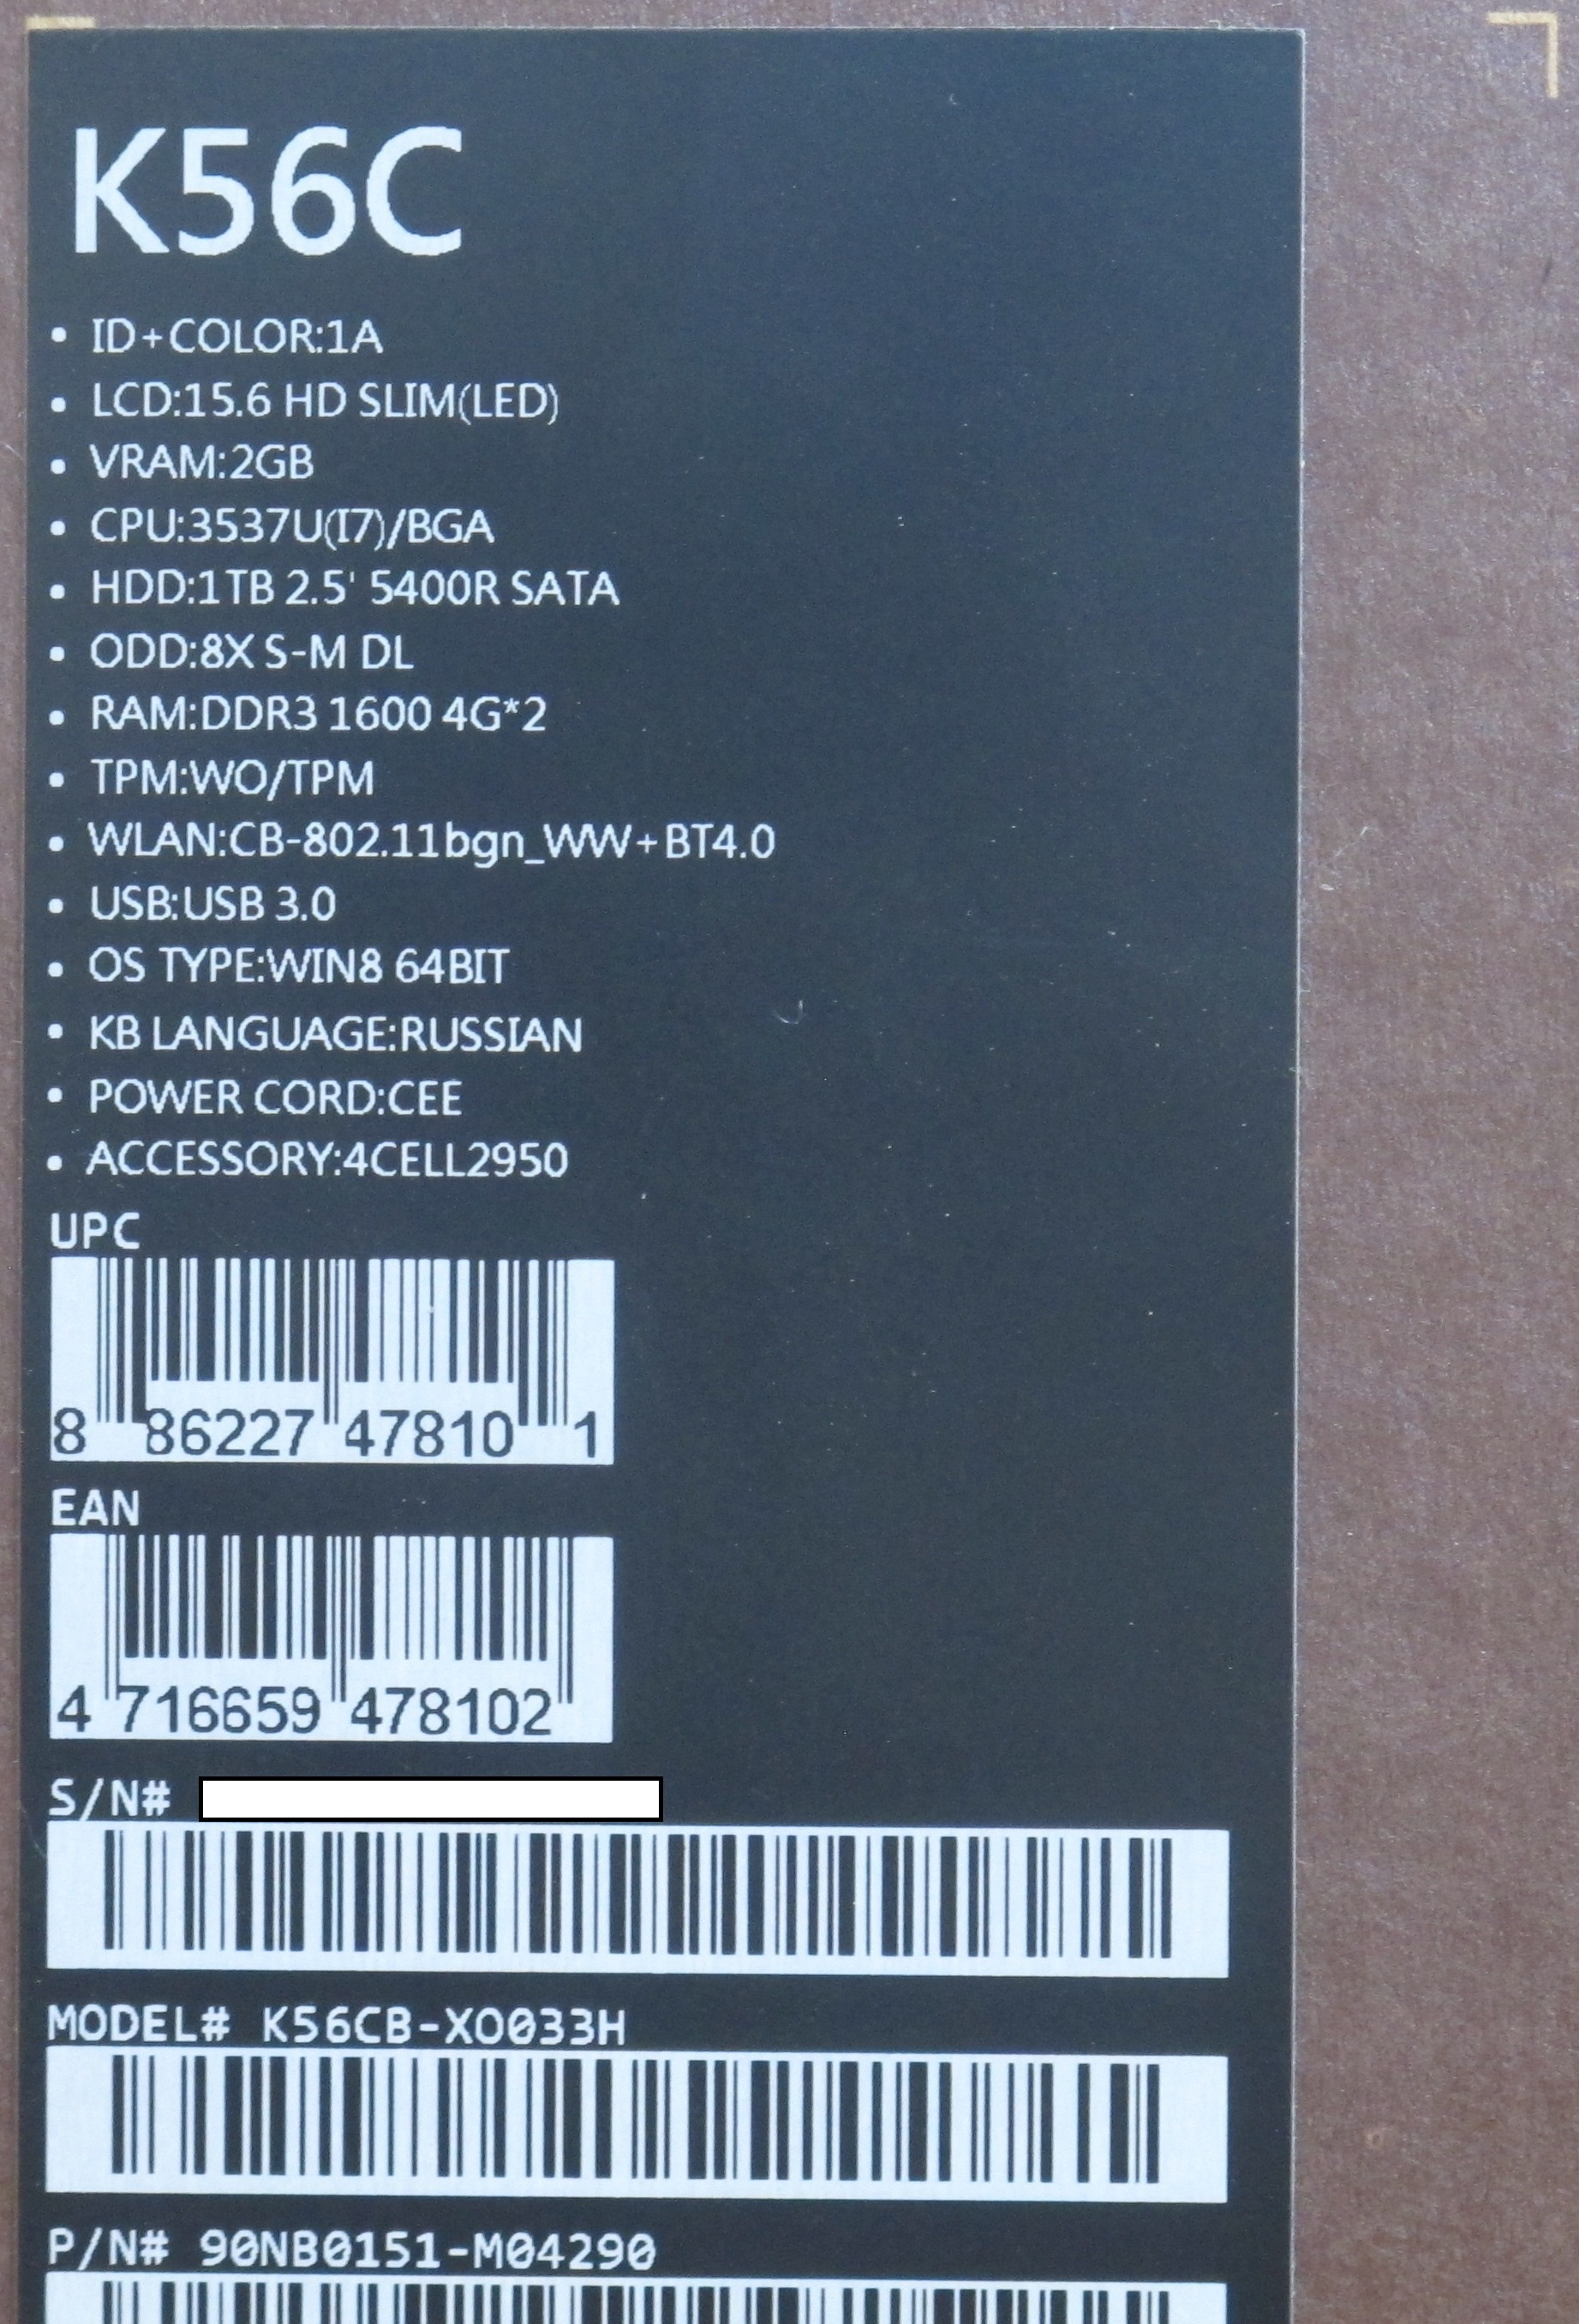 K56C
• ID+COLOR:1A
• LCD:15.6 HD SLIM(LED)
• VRAM:2GB
• CPU:3537U(I7)/BGA
• HDD:1TB 2.5' 5400R SATA
• ODD:8X S-M DL
• RAM:DDR3 1600 4G*2
• TPM:WO/TPM
• WLAN:CB-802.11bgn_WW+BT4.0
• USB:USB 3.0
• OS TYPE:WIN8 64BIT
• KB LANGUAGE:RUSSIAN
• POWER CORD:CEE
• ACCESSORY:4CELL2950
UPC
8 86227 47810 1
EAN
4 716659 478102
S/N#
MODEL# K56CB-XO033H
P/N# 90NB0151-M04290